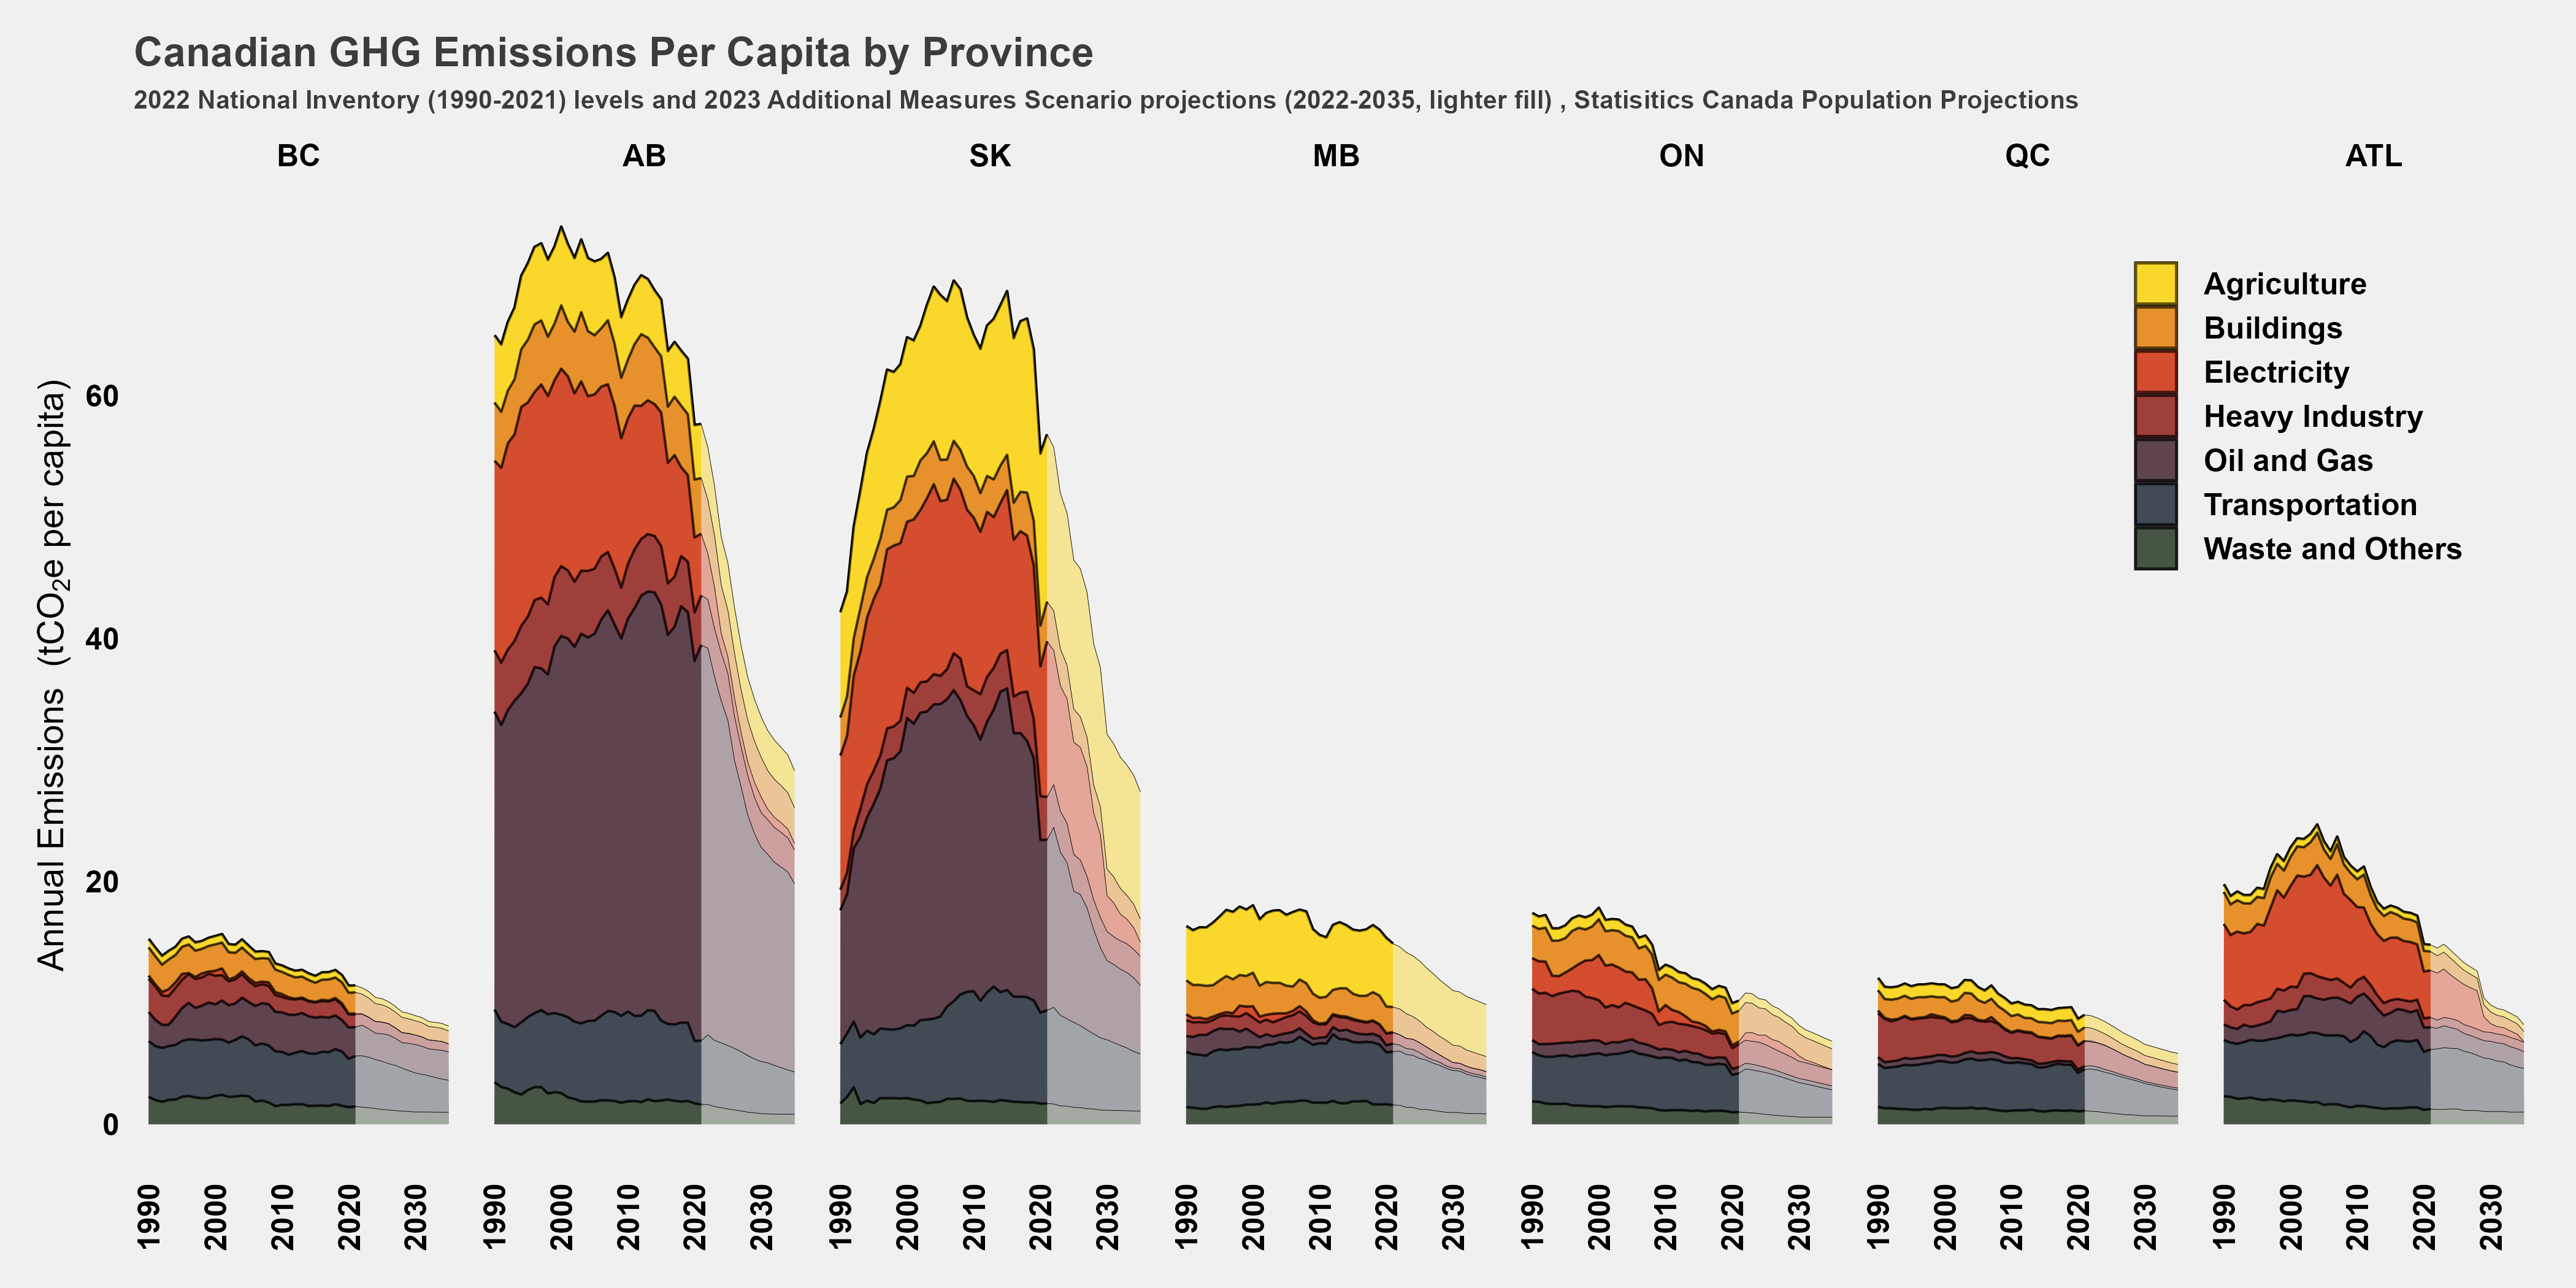 Canadian GHG Emissions Per Capita by Province
2022 National Inventory (1990-2021) levels and 2023 Additional Measures Scenario projections (2022-2035, lighter fill) , Statisitics Canada Population Projections
BC AB SK MB ON QC ATL
Annual Emissions (tCO₂e per capita)
60
40
20
0
Agriculture
Buildings
Electricity
Heavy Industry
Oil and Gas
Transportation
Waste and Others
1990 2000 2010 2020 2030 1990 2000 2010 2020 2030 1990 2000 2010 2020 2030 1990 2000 2010 2020 2030 1990 2000 2010 2020 2030 1990 2000 2010 2020 2030 1990 2000 2010 2020 2030